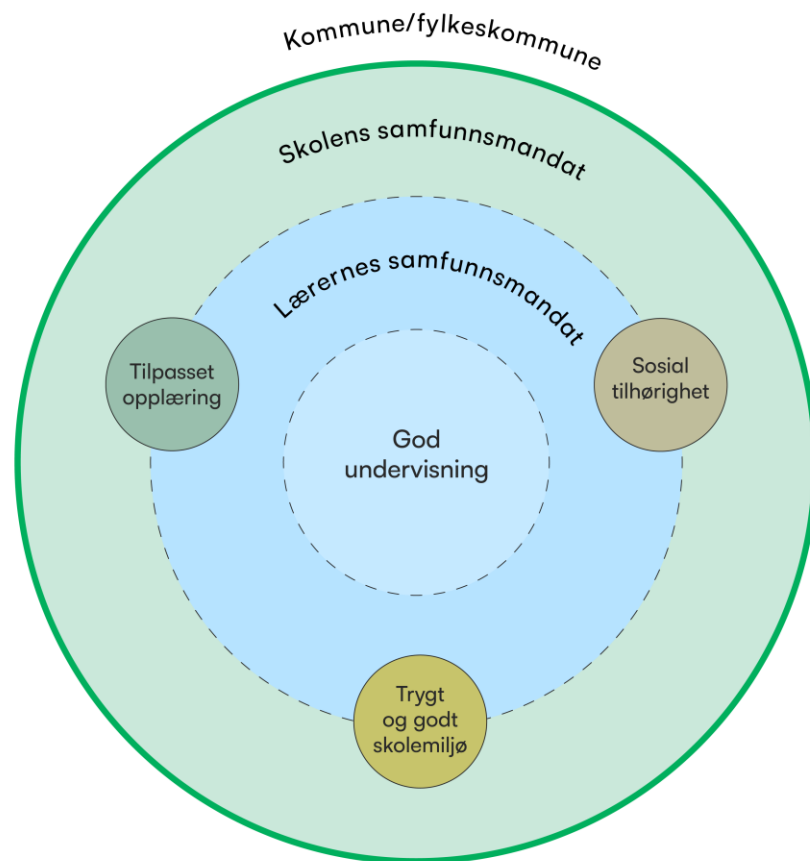 Kommune/fylkeskommune
Skolens samfunnsmandat
Lærernes samfunnsmandat
Tilpasset
opplæring
Sosial
tilhørighet
God
undervisning
Trygt
og godt
skolemiljø